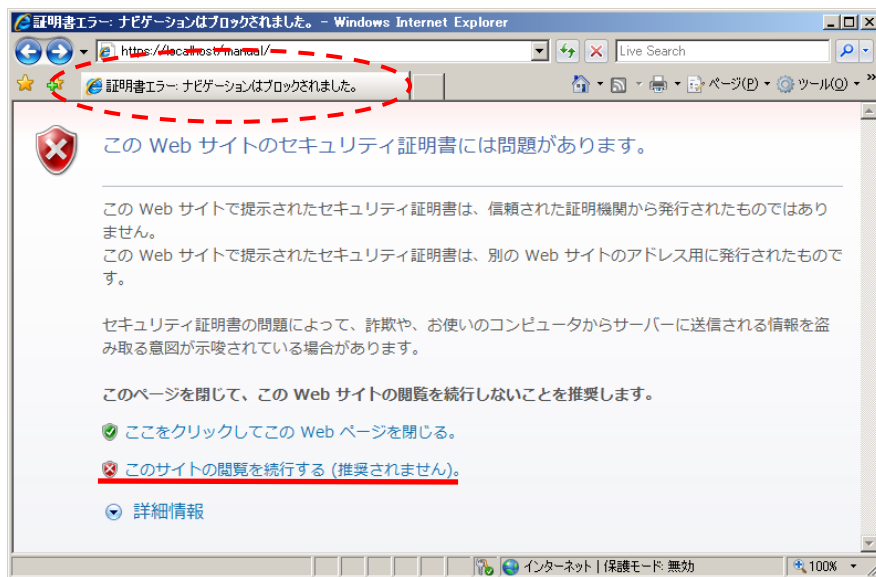 証明書エラー: ナビゲーションはブロックされました。 - Windows Internet Explorer
https://localhost/manual/
Live Search
証明書エラー: ナビゲーションはブロックされました。
ページ(P)
ツール(O)
この Web サイトのセキュリティ証明書には問題があります。
この Web サイトで提示されたセキュリティ証明書は、信頼された証明機関から発行されたものではあり
ません。
この Web サイトで提示されたセキュリティ証明書は、別の Web サイトのアドレス用に発行されたもので
す。
セキュリティ証明書の問題によって、詐欺や、お使いのコンピュータからサーバーに送信される情報を盗
み取る意図が示唆されている場合があります。
このページを閉じて、この Web サイトの閲覧を続行しないことを推奨します。
ここをクリックしてこの Web ページを閉じる。
このサイトの閲覧を続行する (推奨されません)。
詳細情報
インターネット | 保護モード: 無効
100%